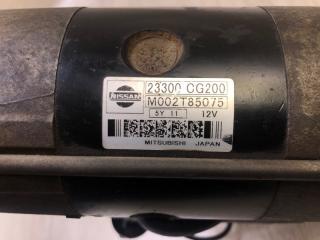 NISSAN 23300 CG200
M002T85075
5Y 11 12V
MITSUBISHI JAPAN